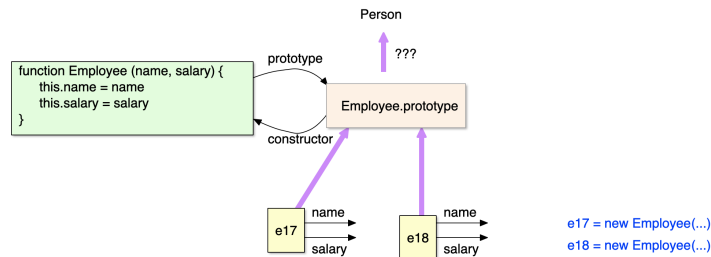 Person
???
prototype
function Employee (name, salary) {
this.name = name
this.salary = salary
}
Employee.prototype
constructor
name
e17
salary
name
e18
salary
e17 = new Employee(...)
e18 = new Employee(...)